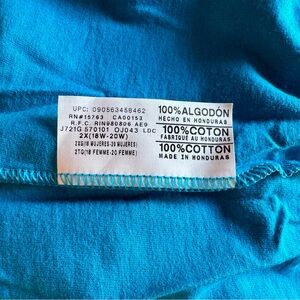 UPC: 090563458462
RN#15763 CA00153
R.F.C. RIN980806 AE9
J721G 570101 OJ043 LDC
2X(18W-20W)
2XG(18 MUJERES-20 MUJERES)
2TG(18 FEMME-20 FEMME)
100%ALGODÓN
HECHO EN HONDURAS
100%COTON
FABRIQUÉ AU HONDURAS
100%COTTON
MADE IN HONDURAS